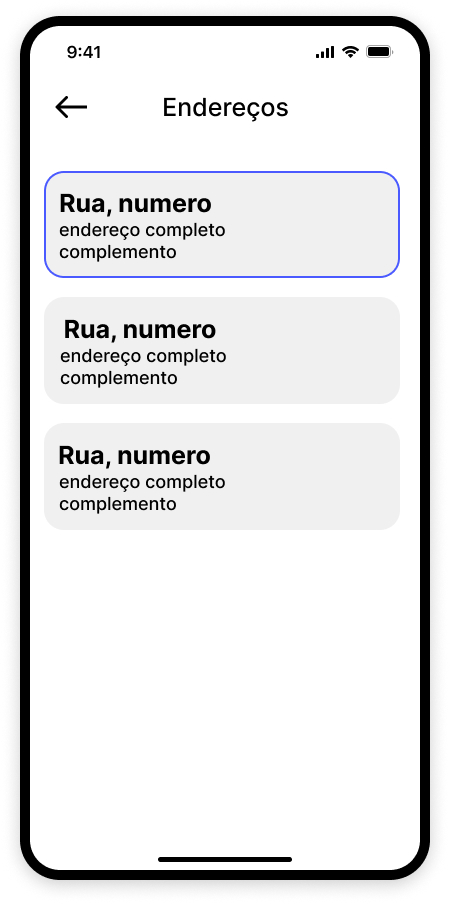 9:41
Endereços
Rua, numero
endereço completo
complemento
Rua, numero
endereço completo
complemento
Rua, numero
endereço completo
complemento